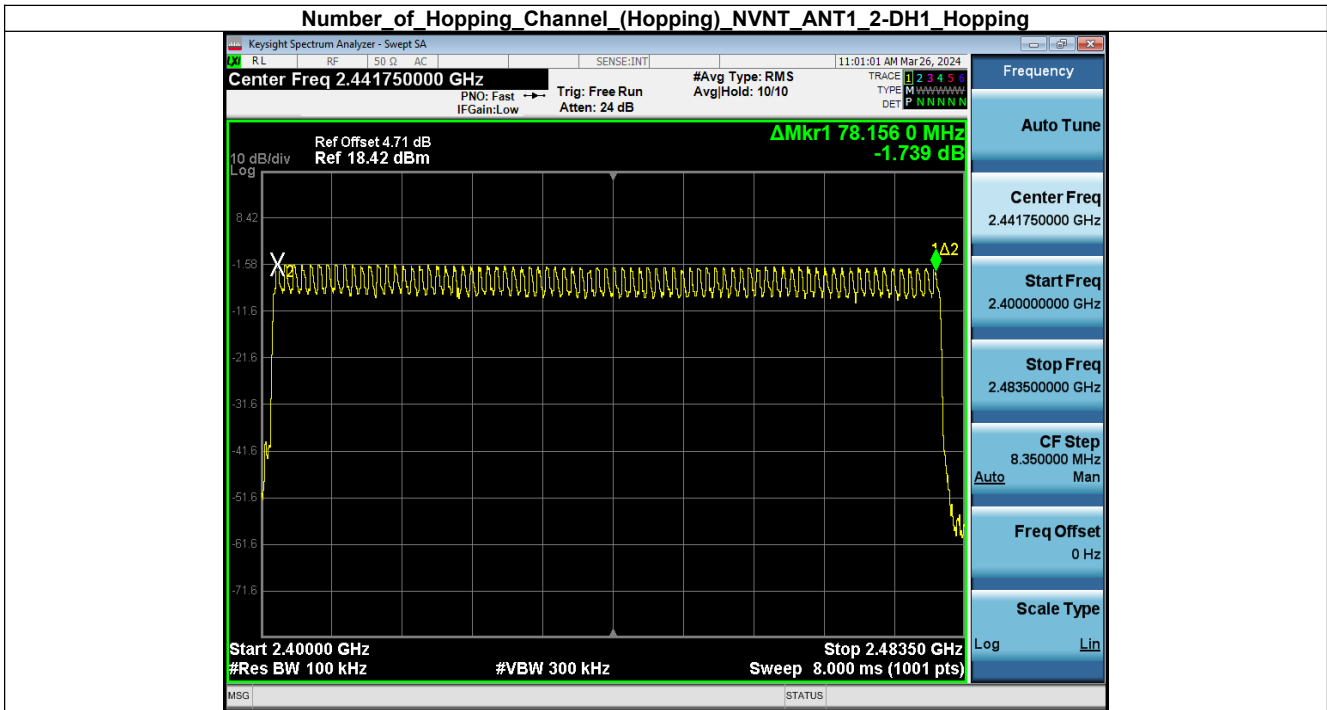 Number_of_Hopping_Channel_(Hopping)_NVNT_ANT1_2-DH1_Hopping
Keysight Spectrum Analyzer - Swept SA
LXI RL RF 50 Ω AC SENSE:INT 11:01:01 AM Mar 26, 2024
Center Freq 2.441750000 GHz
PNO: Fast
IFGain:Low
Trig: Free Run
Atten: 24 dB
#Avg Type: RMS
Avg|Hold: 10/10
TRACE 1 2 3 4 5 6
TYPE M WWWWW
DET P N N N N N
ΔMkr1 78.156 0 MHz
-1.739 dB
Ref Offset 4.71 dB
10 dB/div Ref 18.42 dBm
Log
8.42
-1.58
-11.6
-21.6
-31.6
-41.6
-51.6
-61.6
-71.6
X2
1Δ2
Start 2.40000 GHz Stop 2.48350 GHz
#Res BW 100 kHz #VBW 300 kHz Sweep 8.000 ms (1001 pts)
MSG STATUS
Frequency
Auto Tune
Center Freq
2.441750000 GHz
Start Freq
2.400000000 GHz
Stop Freq
2.483500000 GHz
CF Step
8.350000 MHz
Auto Man
Freq Offset
0 Hz
Scale Type
Log Lin